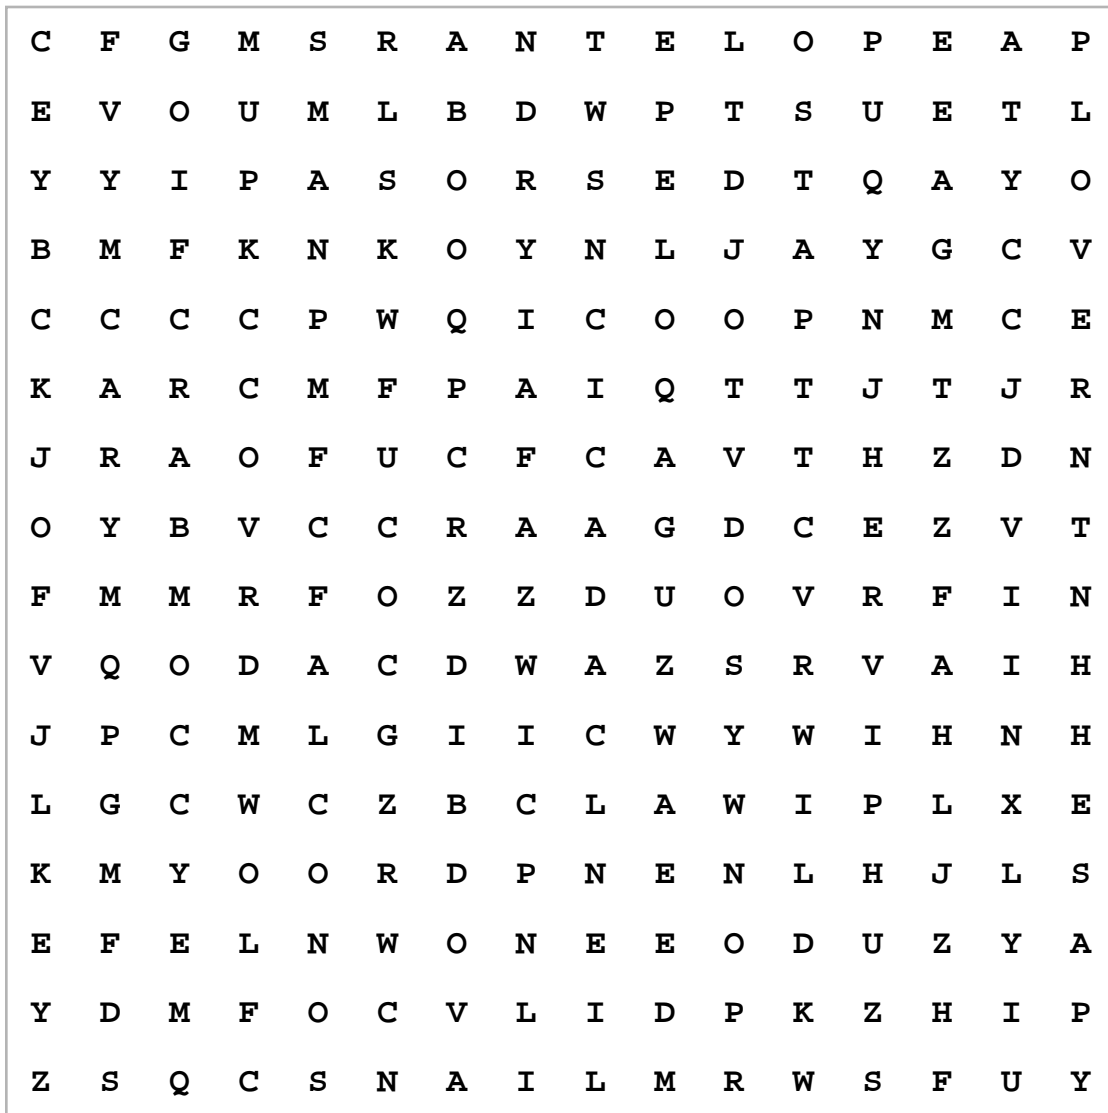 C F G M S R A N T E L O P E A P
E V O U M L B D W P T S U E T L
Y Y I P A S O R S E D T Q A Y O
B M F K N K O Y N L J A Y G C V
C C C C P W Q I C O O P N M C E
K A R C M F P A I Q T T J T J R
J R A O F U C F C A V T H Z D N
O Y B V C C R A A G D C E Z V T
F M M R F O Z Z D U O V R F I N
V Q O D A C D W A Z S R V A I H
J P C M L G I I C W Y W I H N H
L G C W C Z B C L A W I P L X E
K M Y O O R D P N E N L H J L S
E F E L N W O N E E O D U Z Y A
Y D M F O C V L I D P K Z H I P
Z S Q C S N A I L M R W S F U Y